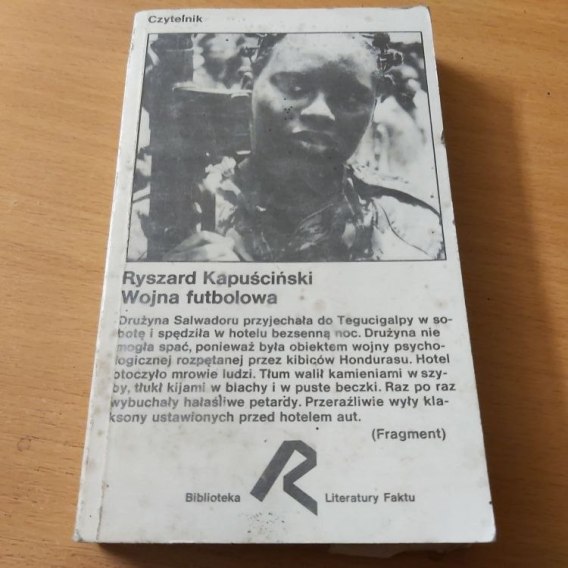 Czytelnik
Ryszard Kapuściński
Wojna futbolowa
Drużyna Salwadoru przyjechała do Tegucigalpy w so-
botę i spędziła w hotelu bezsenną noc. Drużyna nie
mogła spać, ponieważ była obiektem wojny psycho-
logicznej rozpętanej przez kibiców Hondurasu. Hotel
otoczyło mrowie ludzi. Tłum walił kamieniami w szy-
by, tłukł kijami w blachy i w puste beczki. Raz po raz
wybuchały hałaśliwe petardy. Przeraźliwie wyły kla-
ksony ustawionych przed hotelem aut.
(Fragment)
Biblioteka R Literatury Faktu